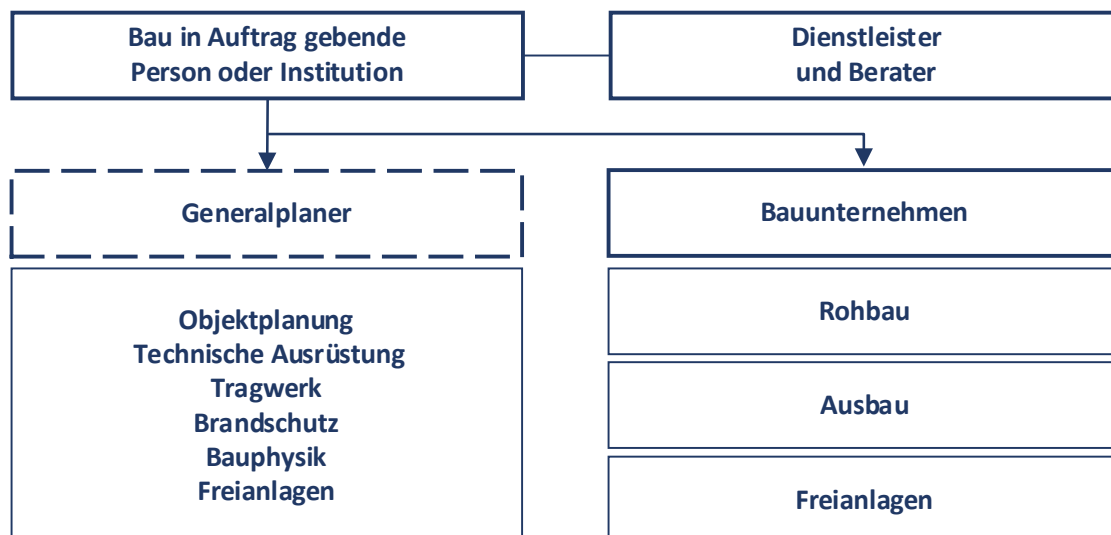 Bau in Auftrag gebende
Person oder Institution
Dienstleister
und Berater
Generalplaner
Bauunternehmen
Objektplanung
Technische Ausrüstung
Tragwerk
Brandschutz
Bauphysik
Freianlagen
Rohbau
Ausbau
Freianlagen